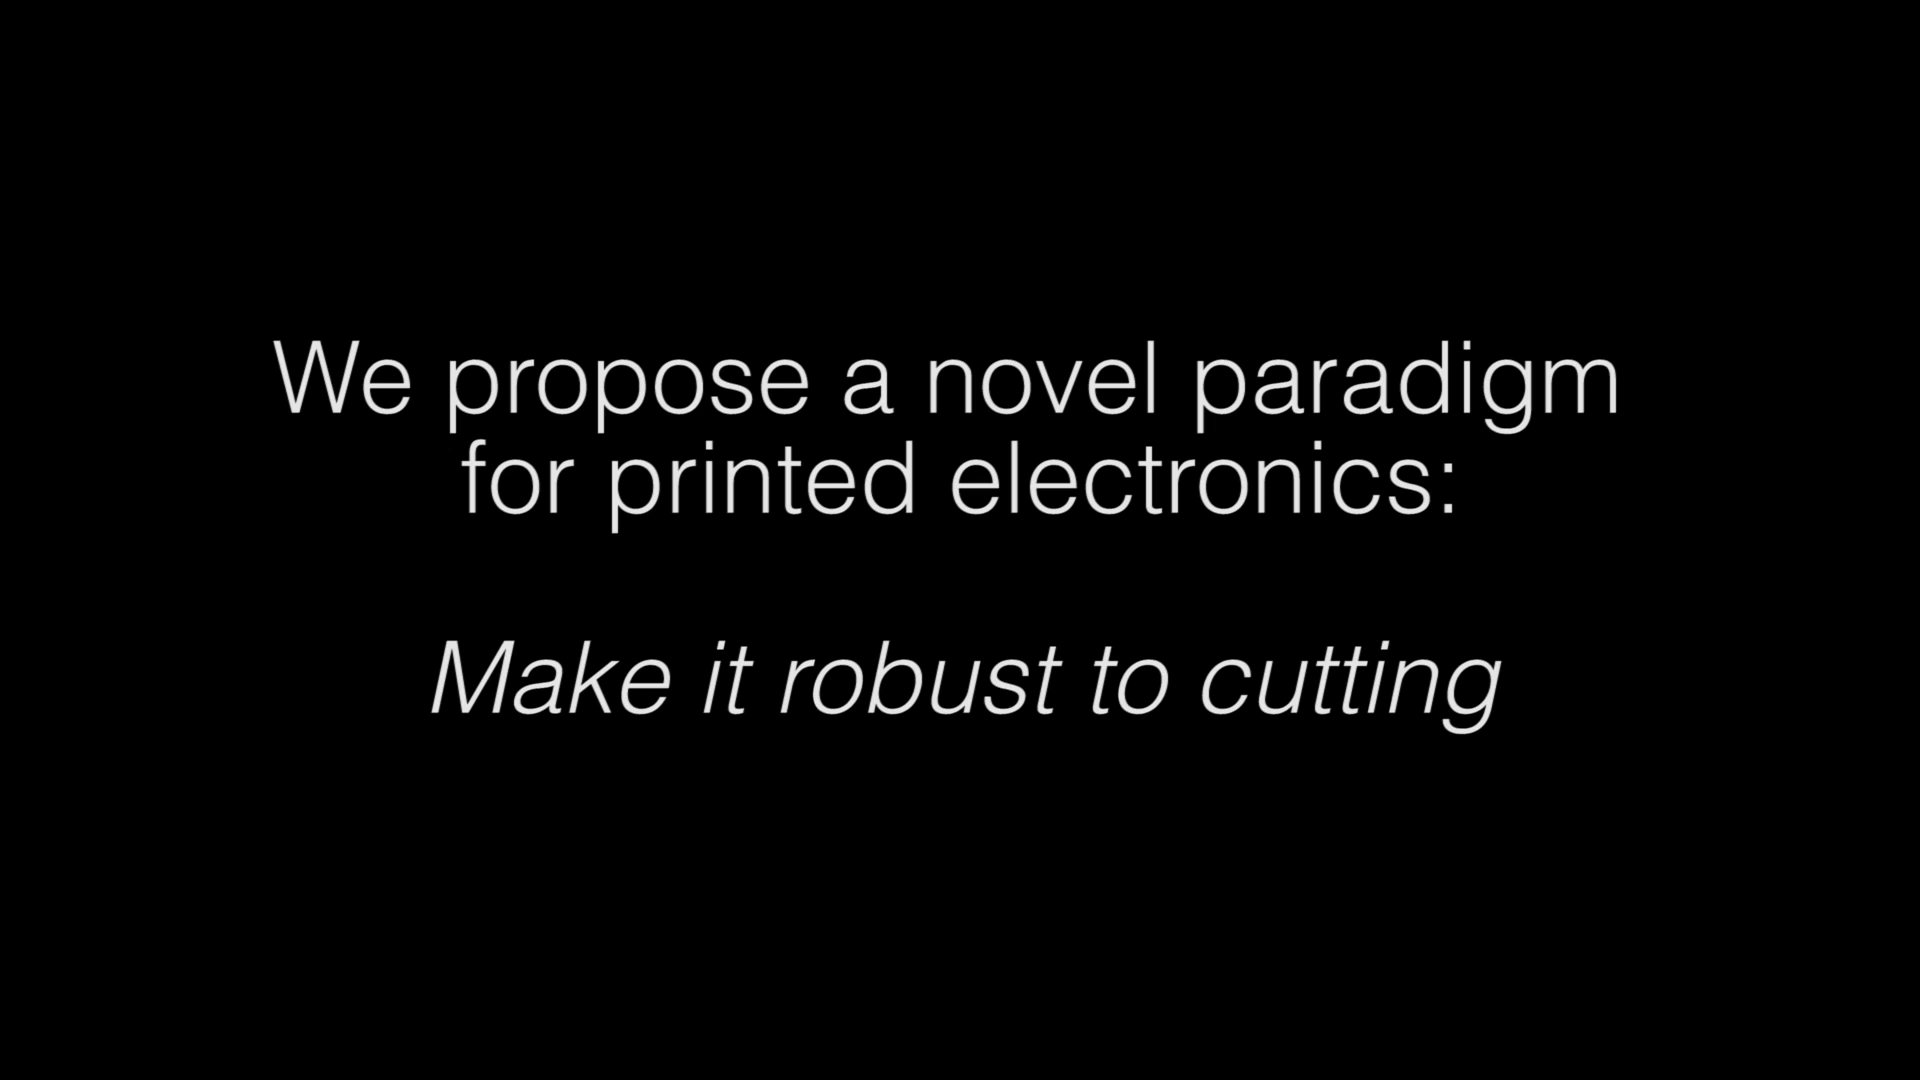 We propose a novel paradigm
for printed electronics:
Make it robust to cutting